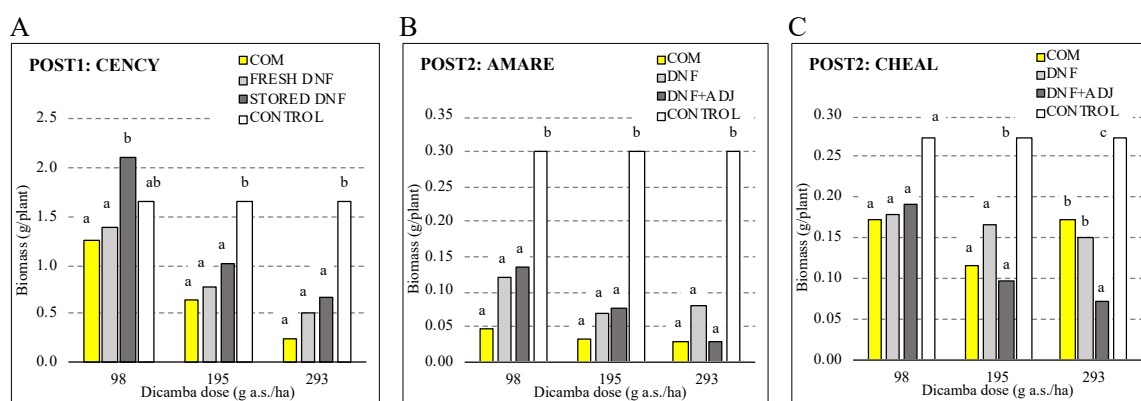 A
POST1: CENCY
COM
FRESH DNF
STORED DNF
CONTROL
2.5
2.0
1.5
1.0
0.5
0.0
Biomass (g/plant)
a
a
b
ab
a
a
a
b
a
a
a
b
98
195
293
Dicamba dose (g a.s./ha)
B
POST2: AMARE
COM
DNF
DNF+ADJ
CONTROL
0.35
0.30
0.25
0.20
0.15
0.10
0.05
0.00
Biomass (g/plant)
a
a
a
b
a
a
a
b
a
a
a
b
98
195
293
Dicamba dose (g a.s./ha)
C
POST2: CHEAL
COM
DNF
DNF+ADJ
CONTROL
0.30
0.25
0.20
0.15
0.10
0.05
0.00
Biomass (g/plant)
a
a
a
a
a
a
a
b
b
b
a
c
98
195
293
Dicamba dose (g a.s./ha)